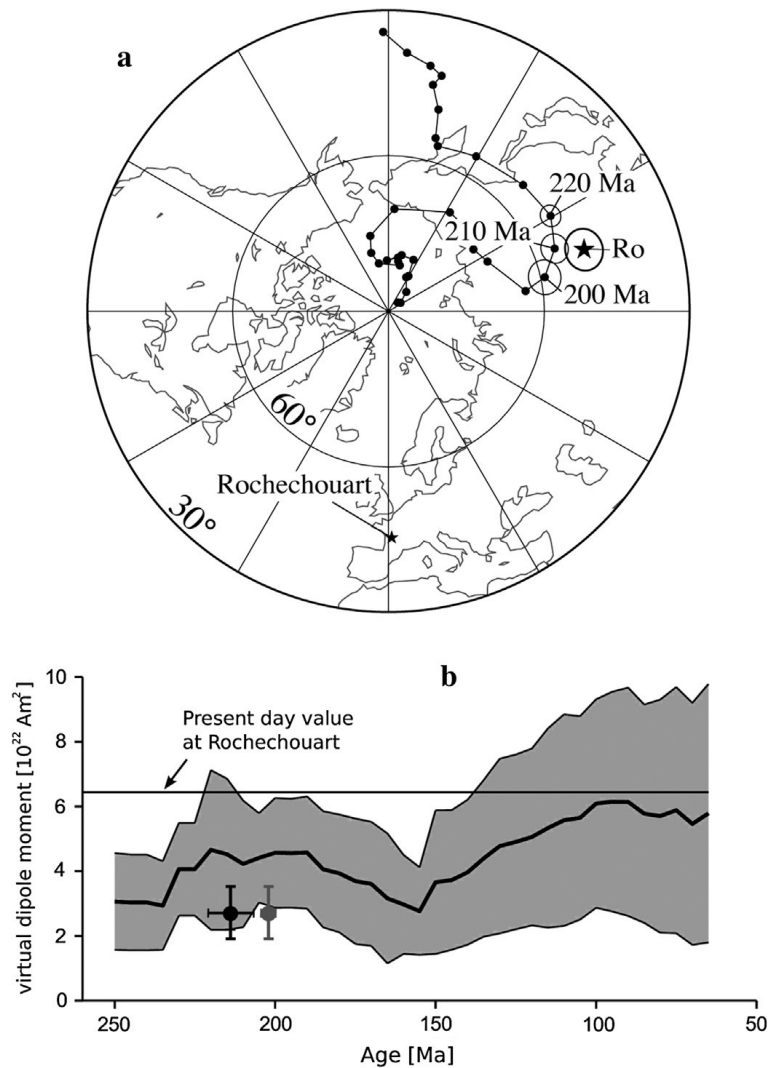 a
220 Ma
210 Ma
Ro
200 Ma
60°
Rochechouart
30°
b
10
8
6
4
2
0
virtual dipole moment [10²² Am²]
Present day value
at Rochechouart
250 200 150 100 50
Age [Ma]